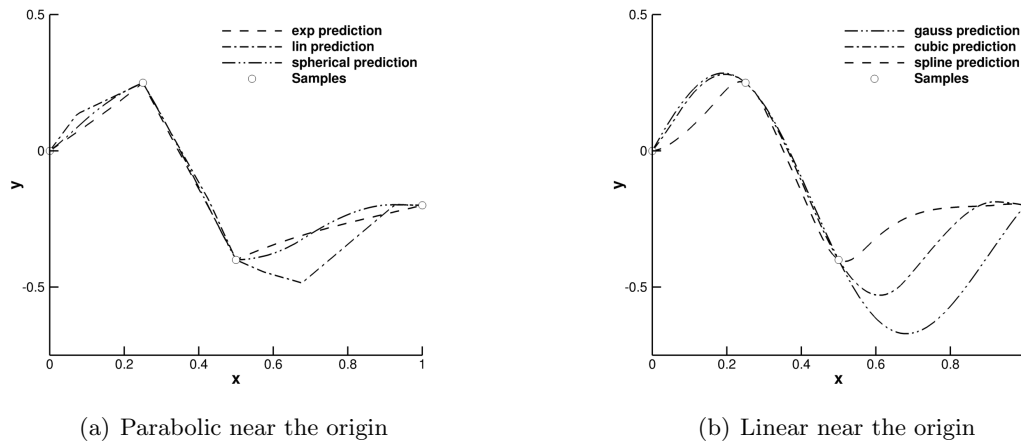 0.5
0
-0.5
y
0
0.2
0.4
0.6
0.8
1
x
exp prediction
lin prediction
spherical prediction
Samples
(a) Parabolic near the origin
0.5
0
-0.5
y
0
0.2
0.4
0.6
0.8
x
gauss prediction
cubic prediction
spline prediction
Samples
(b) Linear near the origin